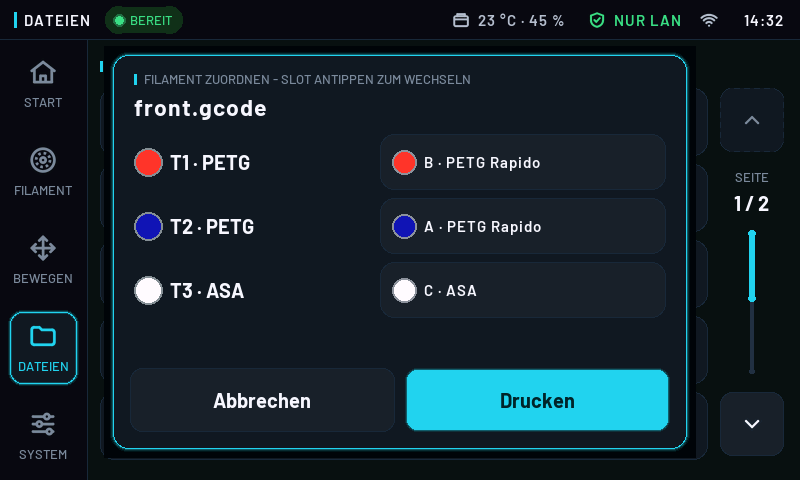 DATEIEN
BEREIT
23 °C · 45 %
NUR LAN
14:32
START
FILAMENT
BEWEGEN
DATEIEN
SYSTEM
FILAMENT ZUORDNEN - SLOT ANTIPPEN ZUM WECHSELN
front.gcode
T1 · PETG
B · PETG Rapido
T2 · PETG
A · PETG Rapido
T3 · ASA
C · ASA
Abbrechen
Drucken
SEITE
1 / 2